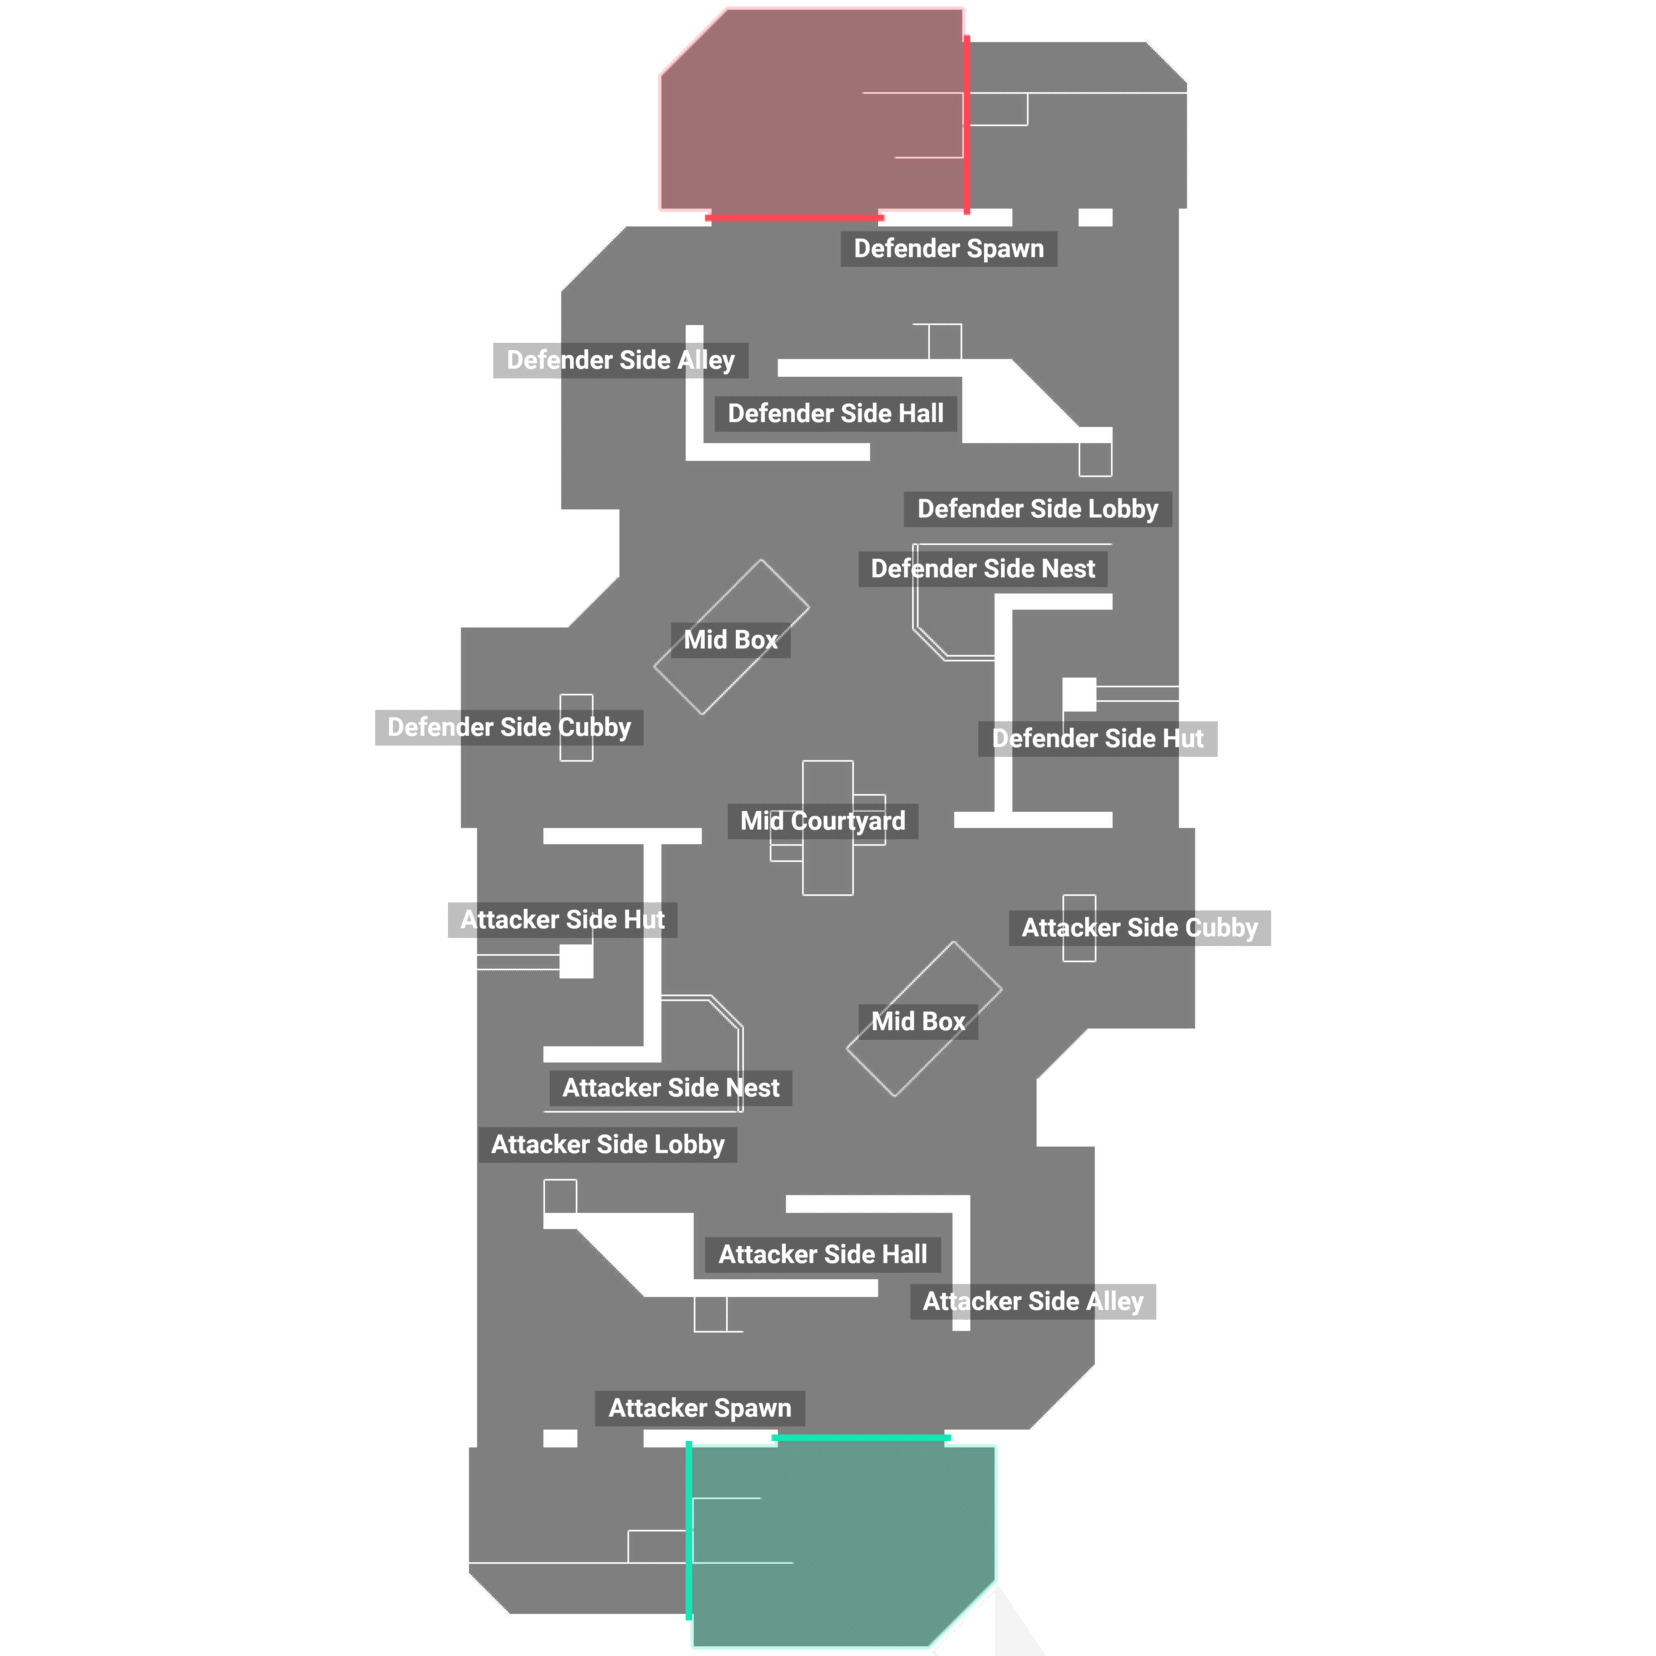 Defender Spawn
Defender Side Alley
Defender Side Hall
Defender Side Lobby
Defender Side Nest
Mid Box
Defender Side Cubby
Defender Side Hut
Mid Courtyard
Attacker Side Hut
Attacker Side Cubby
Mid Box
Attacker Side Nest
Attacker Side Lobby
Attacker Side Hall
Attacker Side Alley
Attacker Spawn